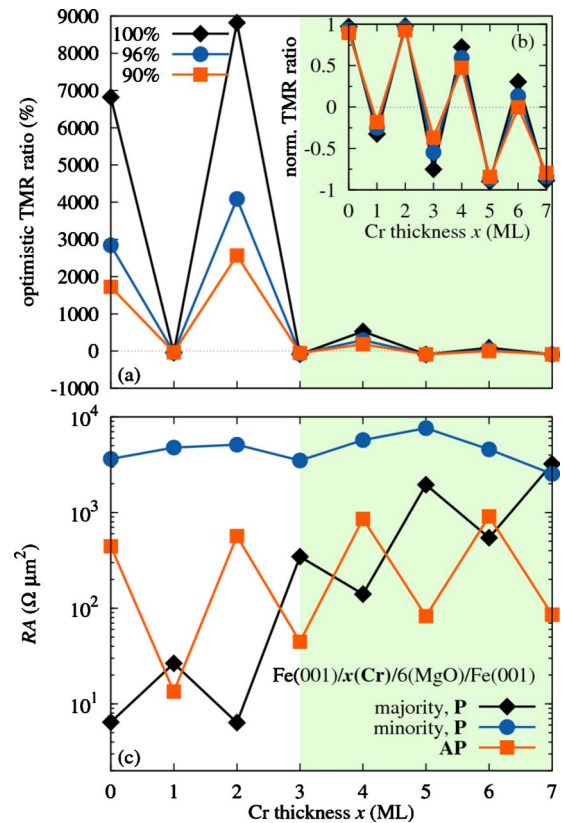 9000
8000
7000
6000
5000
4000
3000
2000
1000
0
-1000
optimistic TMR ratio (%)
100%
96%
90%
(a)
1
0.5
0
-0.5
-1
norm. TMR ratio
(b)
0 1 2 3 4 5 6 7
Cr thickness x (ML)
10⁴
10³
10²
10¹
RA (Ω μm²)
Fe(001)/x(Cr)/6(MgO)/Fe(001)
majority, P
minority, P
AP
(c)
0 1 2 3 4 5 6 7
Cr thickness x (ML)